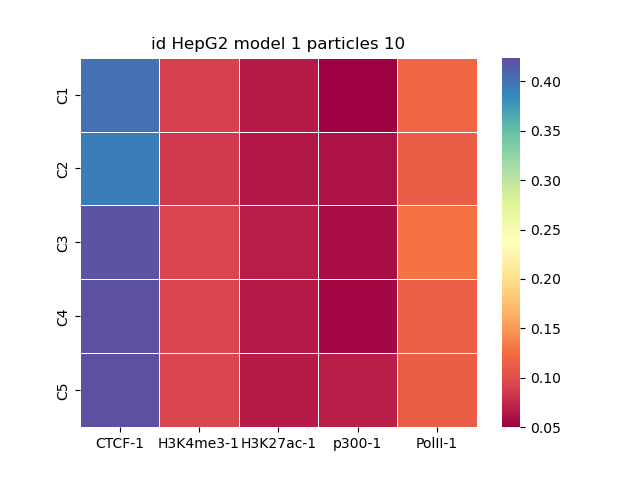 id HepG2 model 1 particles 10
C1
C2
C3
C4
C5
CTCF-1 H3K4me3-1 H3K27ac-1 p300-1 PolII-1
0.40
0.35
0.30
0.25
0.20
0.15
0.10
0.05